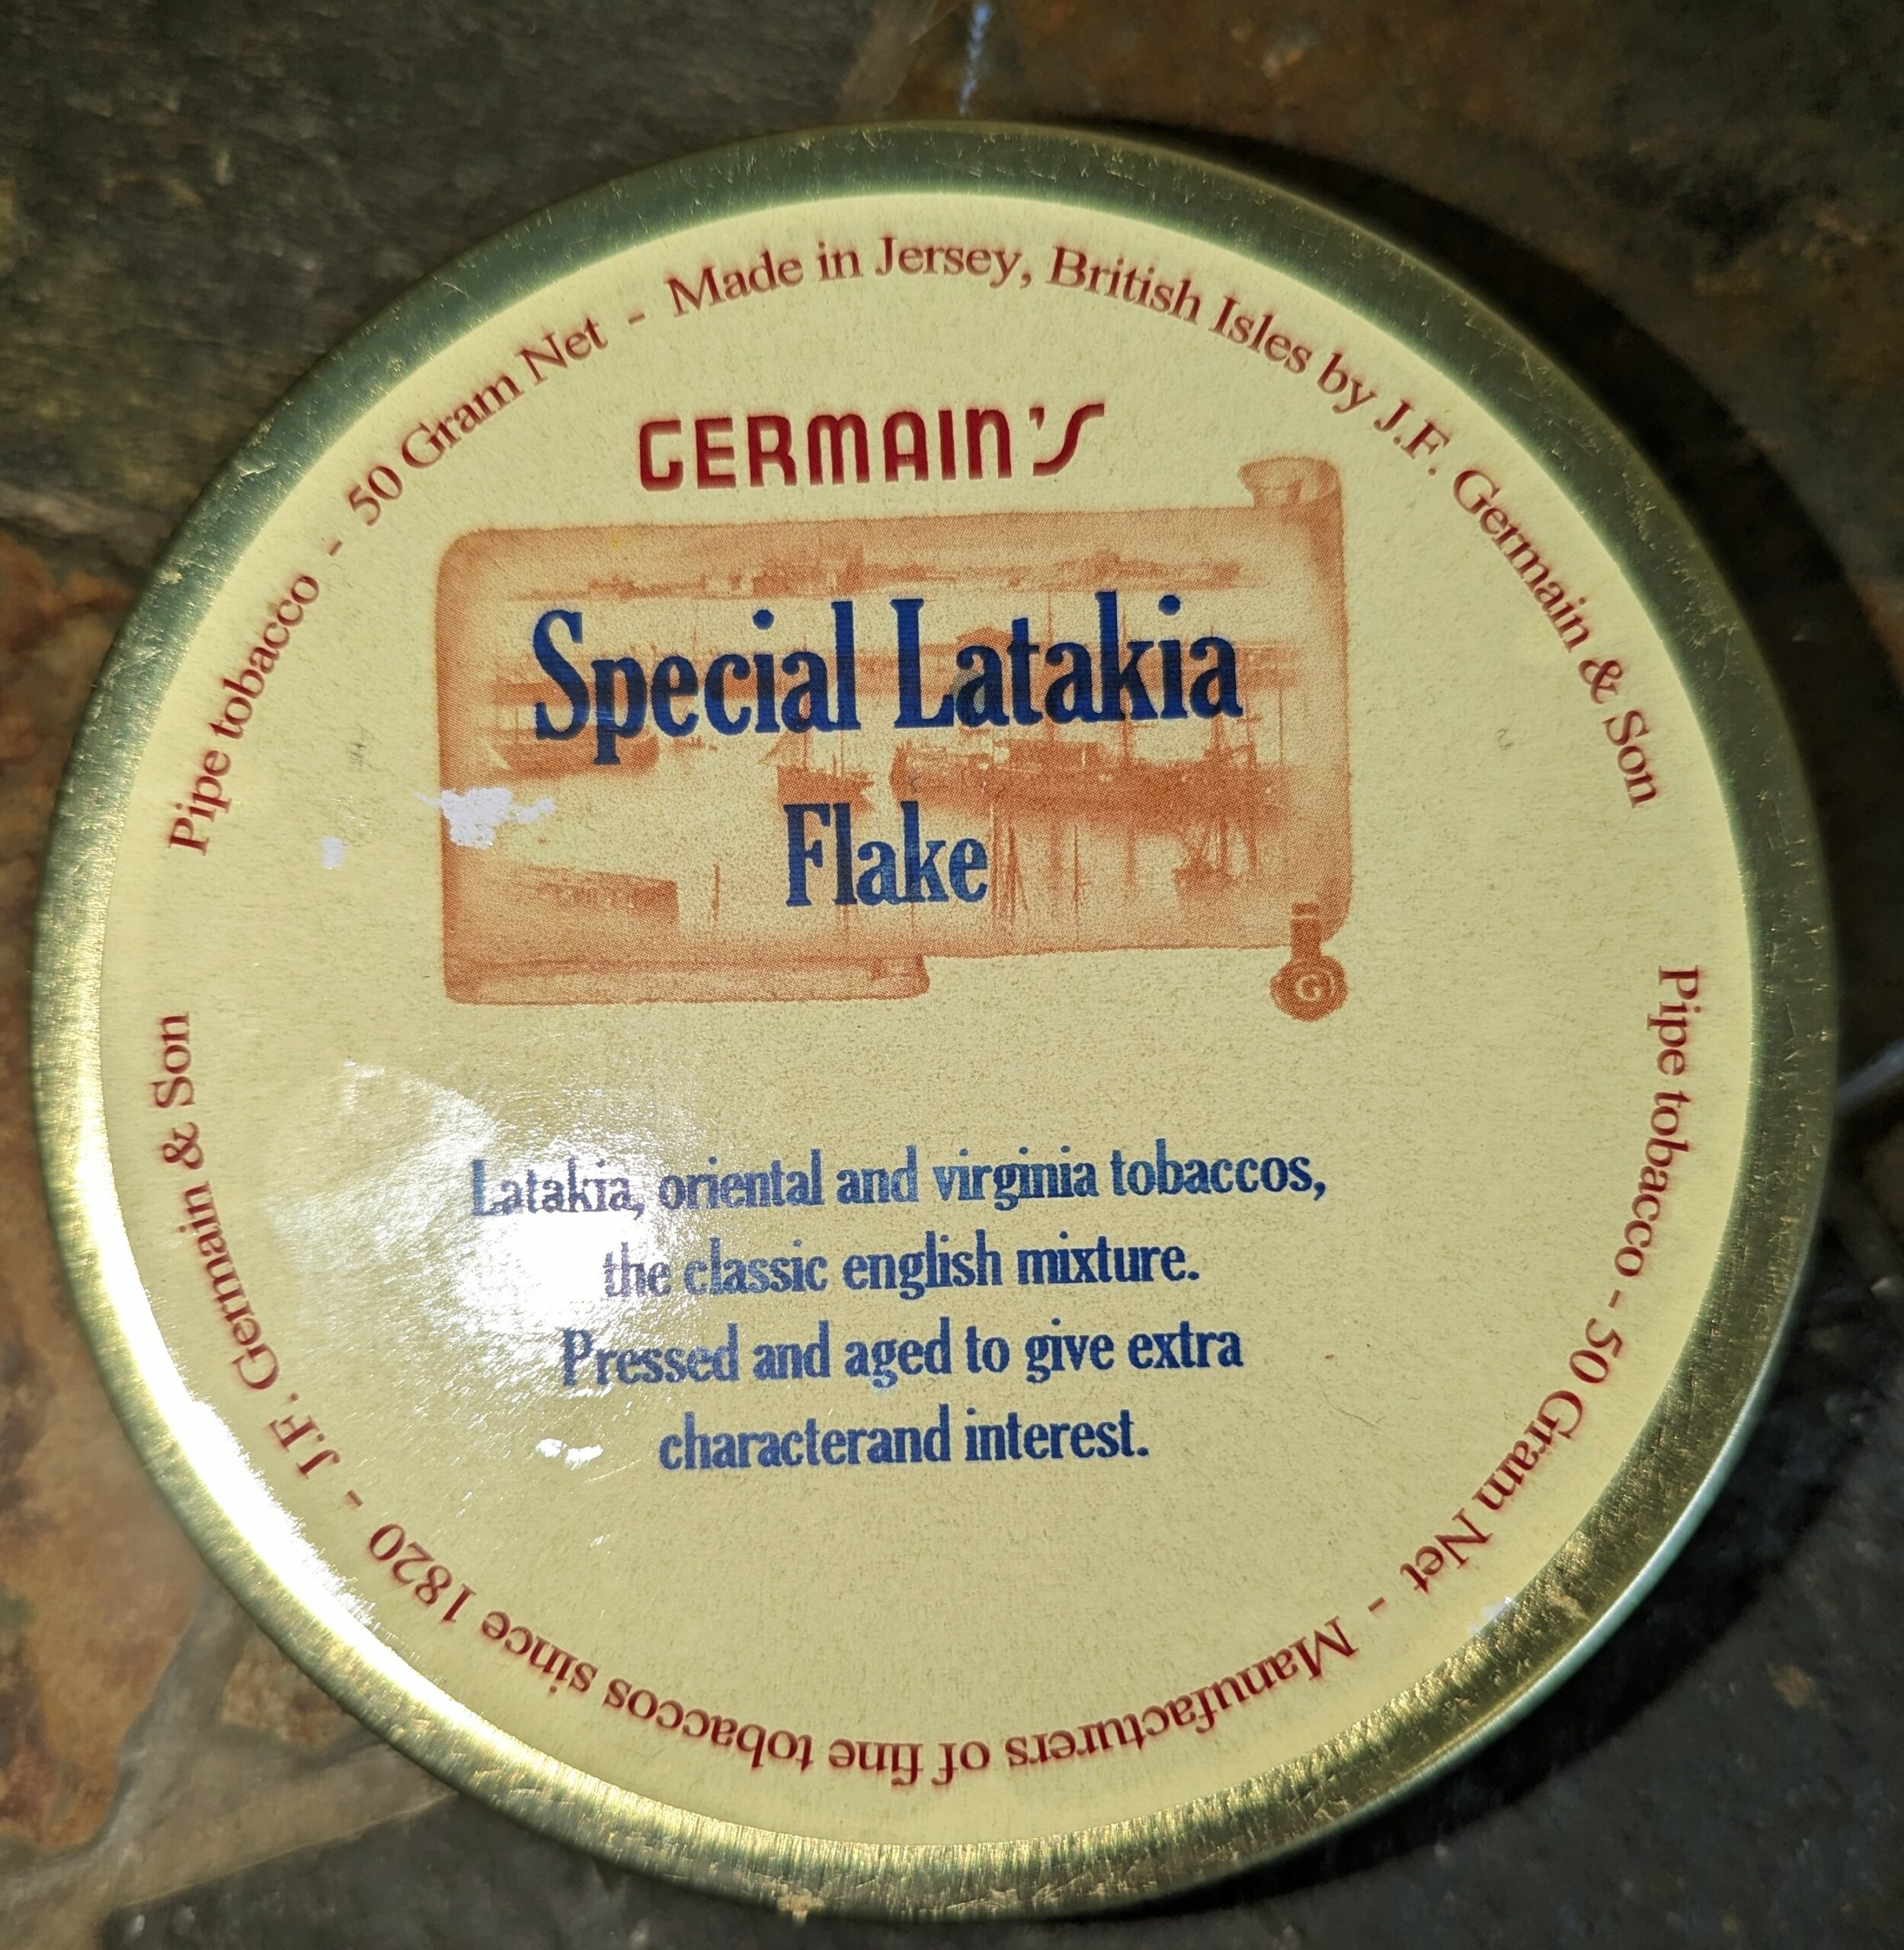 Pipe tobacco - 50 Gram Net - Made in Jersey, British Isles by J.F. Germain & Son
GERMAIN'S
Special Latakia
Flake
G
Latakia, oriental and virginia tobaccos,
the classic english mixture.
Pressed and aged to give extra
characterand interest.
Pipe tobacco - 50 Gram Net - Manufacturers of fine tobaccos since 1820 - J.F. Germain & Son